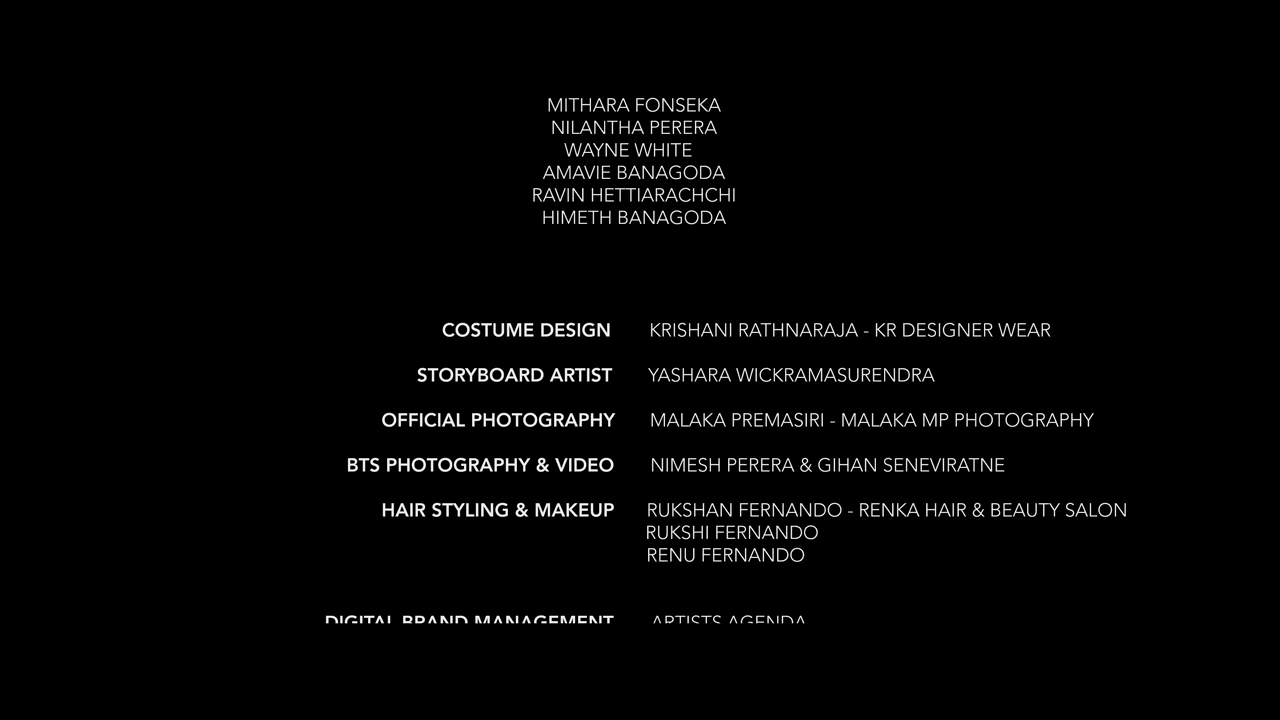 MITHARA FONSEKA
NILANTHA PERERA
WAYNE WHITE
AMAVIE BANAGODA
RAVIN HETTIARACHCHI
HIMETH BANAGODA
COSTUME DESIGN KRISHANI RATHNARAJA - KR DESIGNER WEAR
STORYBOARD ARTIST YASHARA WICKRAMASURENDRA
OFFICIAL PHOTOGRAPHY MALAKA PREMASIRI - MALAKA MP PHOTOGRAPHY
BTS PHOTOGRAPHY & VIDEO NIMESH PERERA & GIHAN SENEVIRATNE
HAIR STYLING & MAKEUP RUKSHAN FERNANDO - RENKA HAIR & BEAUTY SALON
RUKSHI FERNANDO
RENU FERNANDO
DIGITAL BRAND MANAGEMENT ARTISTS AGENDA